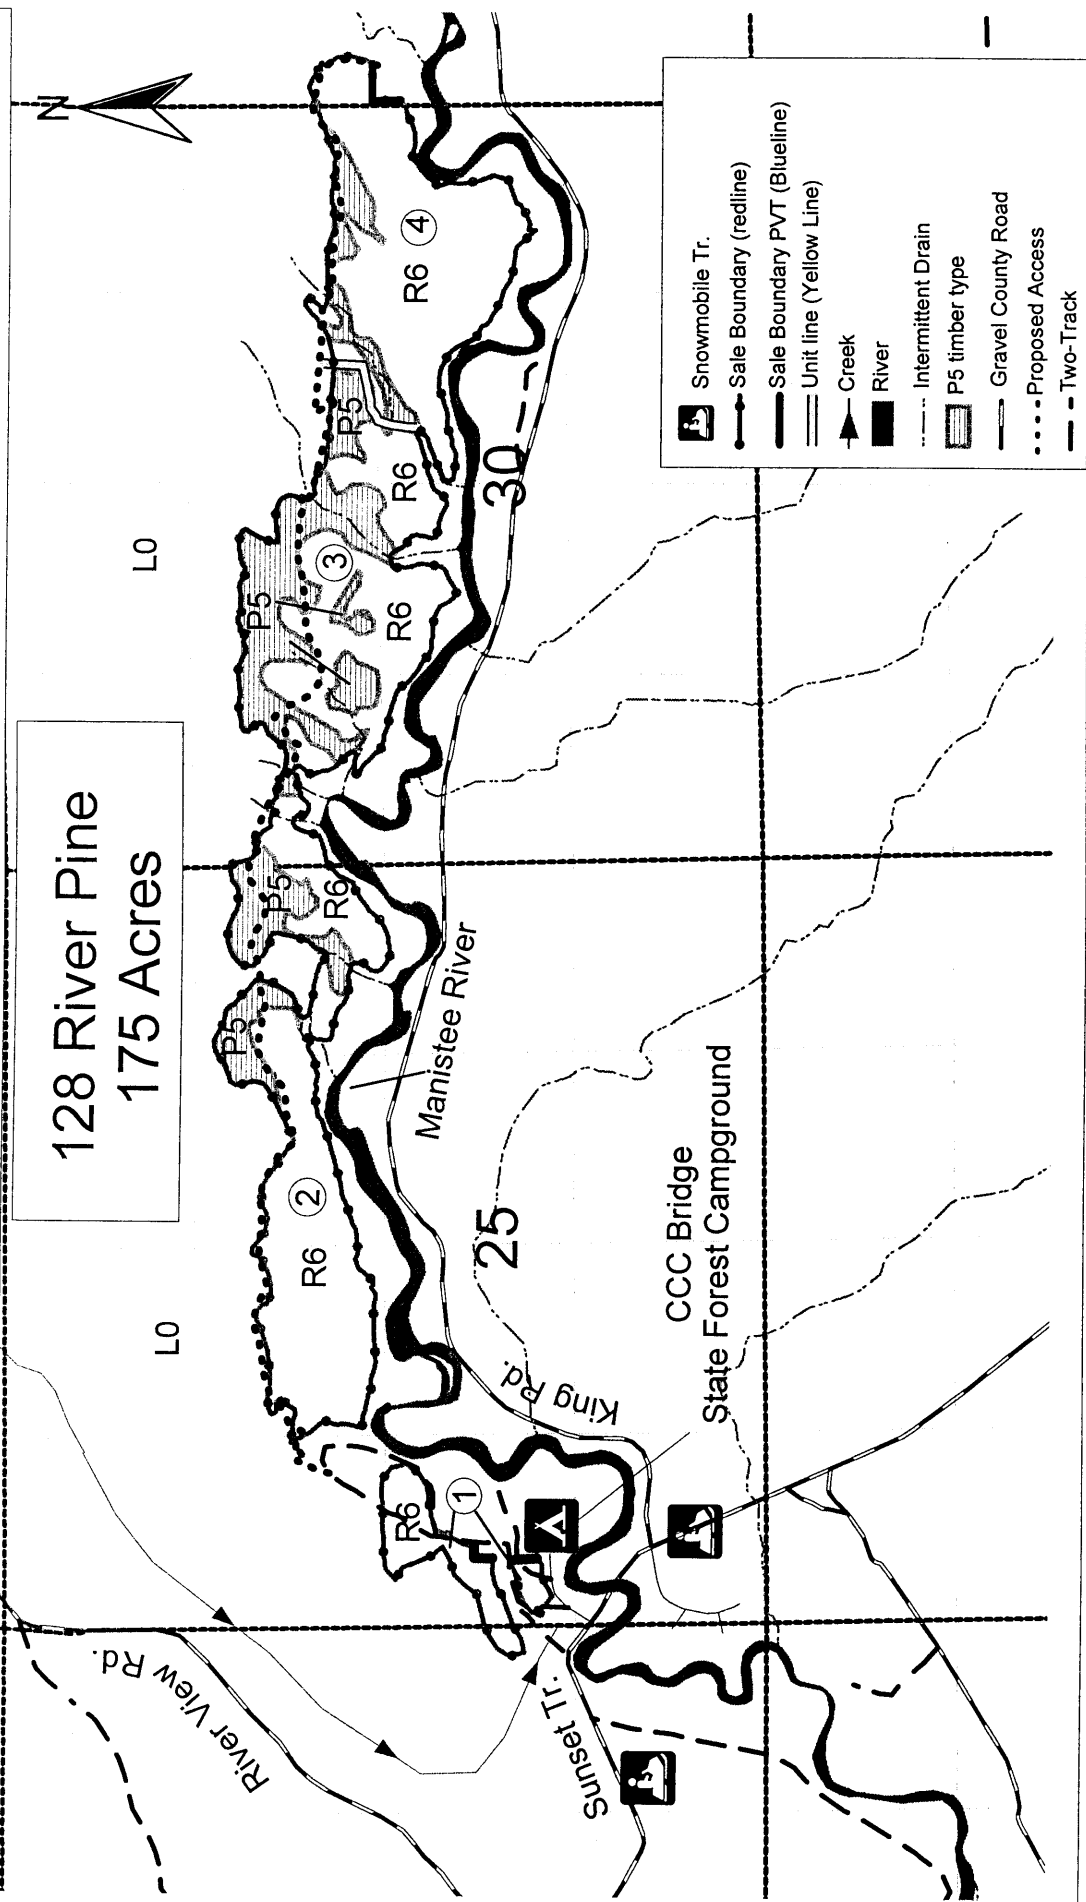 128 River Pine
175 Acres
N
L0
L0
P5
P5
P5
P5
R6
R6
R6
R6
R6
R6
1
2
3
4
25
30
Manistee River
King Rd.
CCC Bridge
State Forest Campground
River View Rd.
Sunset Tr.
Snowmobile Tr.
Sale Boundary (redline)
Sale Boundary PVT (Blueline)
Unit line (Yellow Line)
Creek
River
Intermittent Drain
P5 timber type
Gravel County Road
Proposed Access
Two-Track